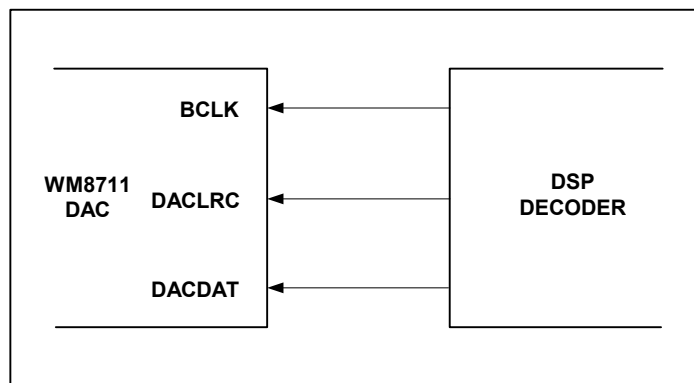 BCLK
WM8711
DAC
DACLRC
DACDAT
DSP
DECODER